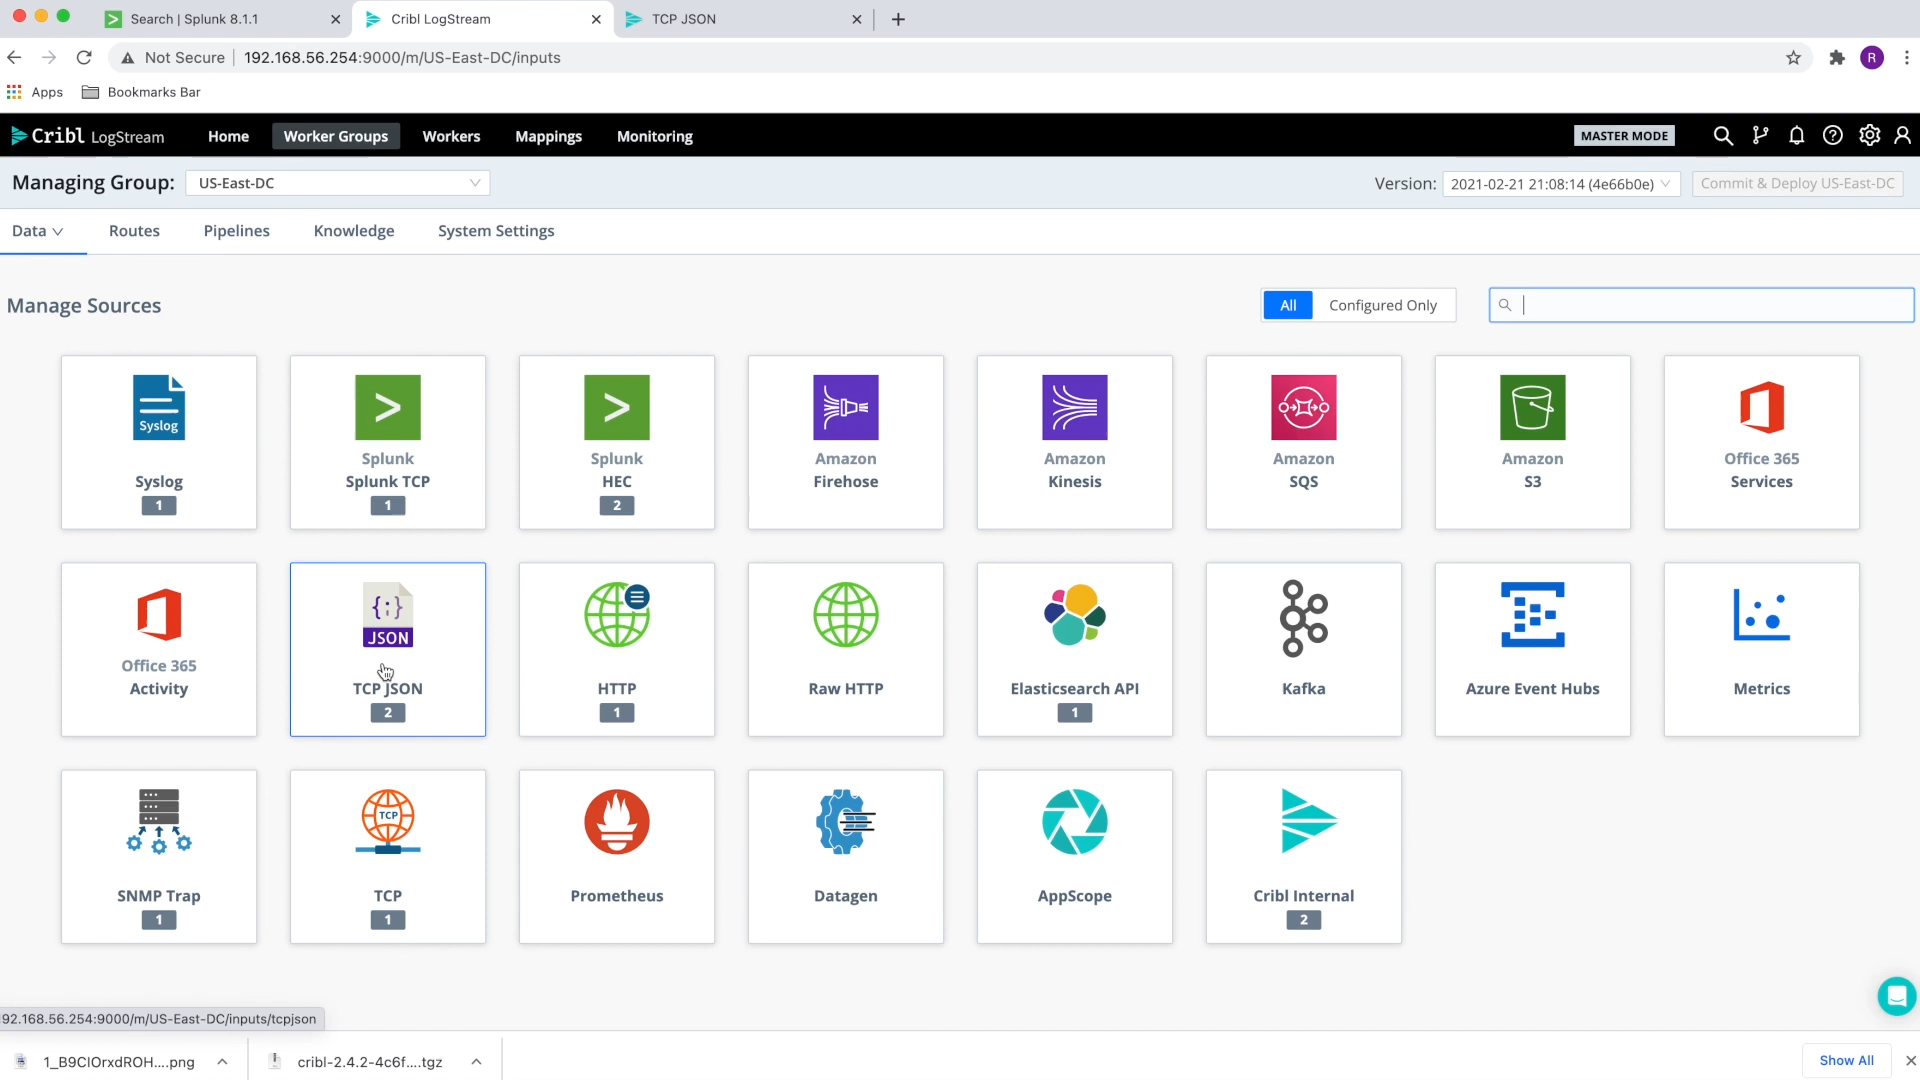 Search | Splunk 8.1.1
Cribl LogStream
TCP JSON
Not Secure
192.168.56.254:9000/m/US-East-DC/inputs
R
Apps
Bookmarks Bar
Cribl LogStream
Home
Worker Groups
Workers
Mappings
Monitoring
MASTER MODE
Managing Group:
US-East-DC
Version:
2021-02-21 21:08:14 (4e66b0e)
Commit & Deploy US-East-DC
Data
Routes
Pipelines
Knowledge
System Settings
Manage Sources
All
Configured Only
Syslog
Syslog
1
Splunk
Splunk TCP
1
Splunk
HEC
2
Amazon
Firehose
Amazon
Kinesis
Amazon
SQS
Amazon
S3
Office 365
Services
Office 365
Activity
{;}
JSON
TCP JSON
2
HTTP
1
Raw HTTP
Elasticsearch API
1
Kafka
Azure Event Hubs
Metrics
SNMP Trap
1
TCP
TCP
1
Prometheus
Datagen
AppScope
Cribl Internal
2
92.168.56.254:9000/m/US-East-DC/inputs/tcpjson
1_B9ClOrxdROH....png
cribl-2.4.2-4c6f....tgz
Show All